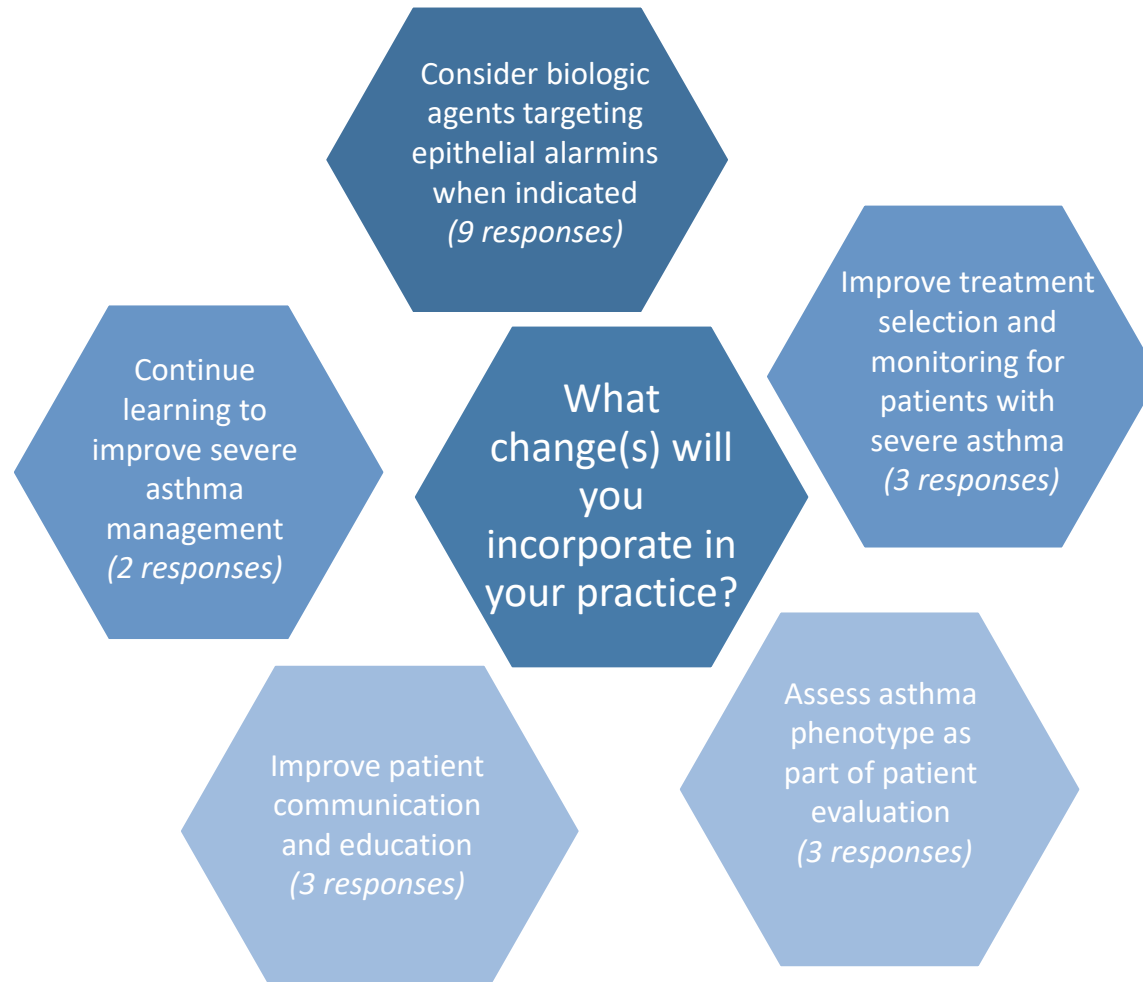 Consider biologic
agents targeting
epithelial alarmins
when indicated
(9 responses)
Improve treatment
selection and
monitoring for
patients with
severe asthma
(3 responses)
Continue
learning to
improve severe
asthma
management
(2 responses)
What
change(s) will
you
incorporate in
your practice?
Assess asthma
phenotype as
part of patient
evaluation
(3 responses)
Improve patient
communication
and education
(3 responses)